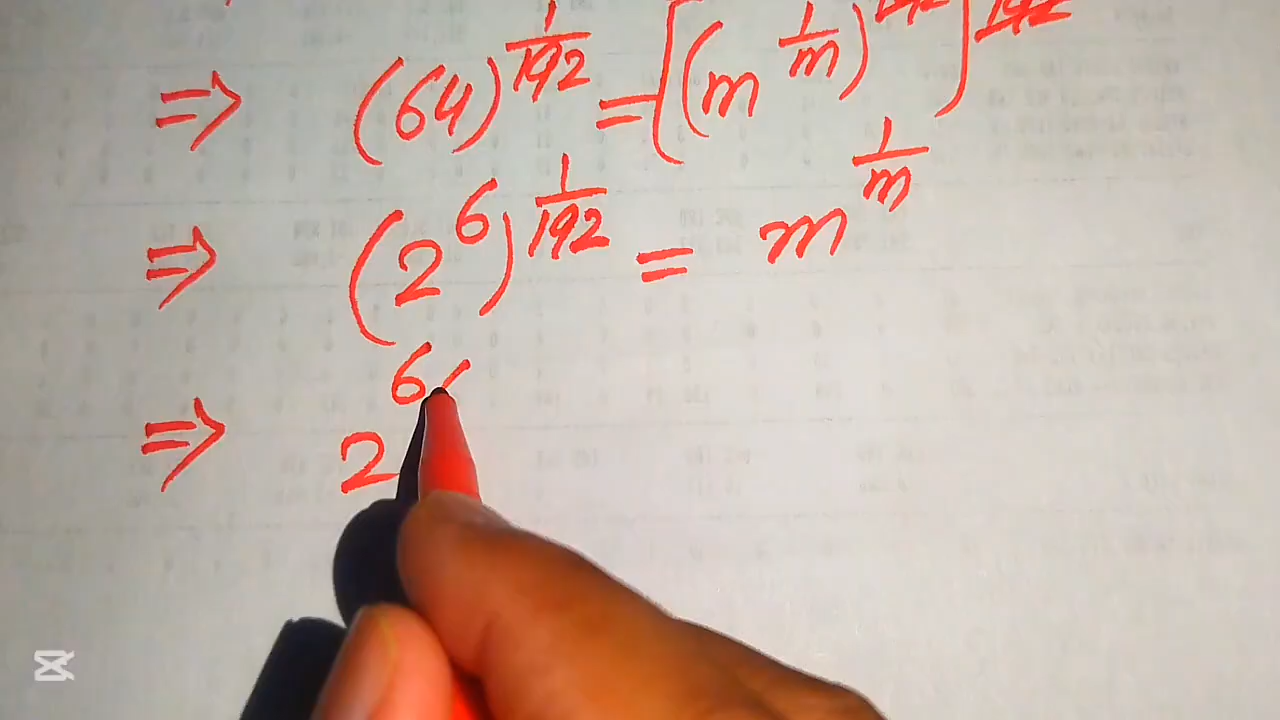 ⇒ (64)^(1/192) = [(m^(1/m))^192]^(1/192)
⇒ (2^6)^(1/192) = m^(1/m)
⇒ 2^6